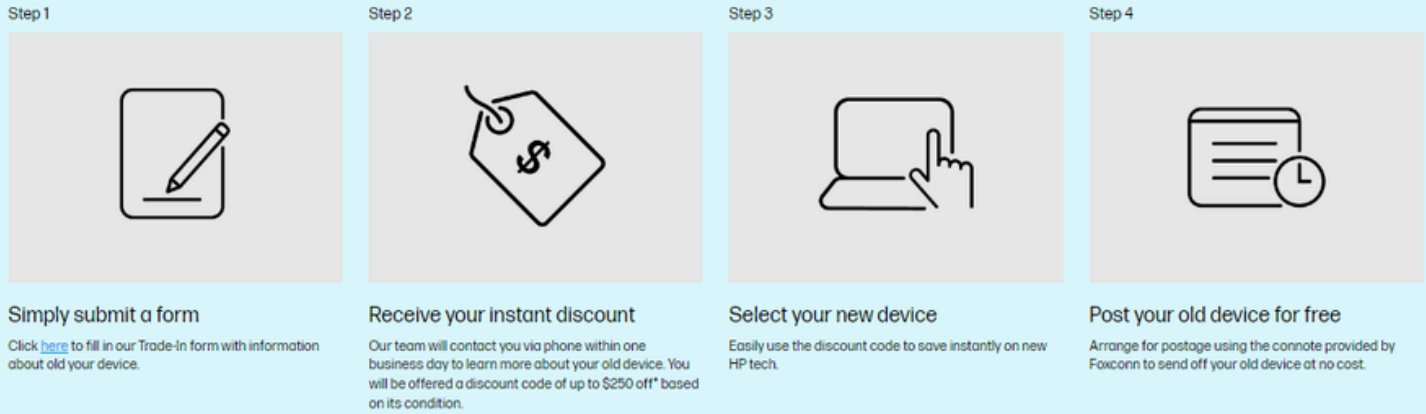 Step 1
Step 2
Step 3
Step 4
$
Simply submit a form
Click here to fill in our Trade-In form with information
about old your device.
Receive your instant discount
Our team will contact you via phone within one
business day to learn more about your old device. You
will be offered a discount code of up to $250 off* based
on its condition.
Select your new device
Easily use the discount code to save instantly on new
HP tech.
Post your old device for free
Arrange for postage using the connote provided by
Foxconn to send off your old device at no cost.